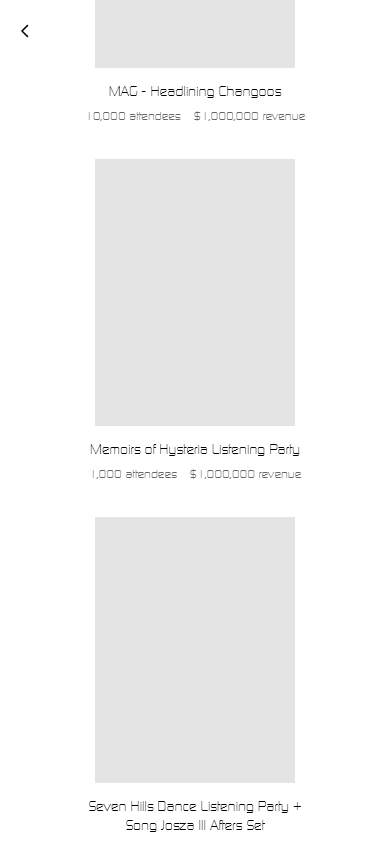 MAG - Headlining Changoos
10,000 attendees $1,000,000 revenue
Memoirs of Hysteria Listening Party
1,000 attendees $1,000,000 revenue
Seven Hills Dance Listening Party +
Song Josza III Afters Set